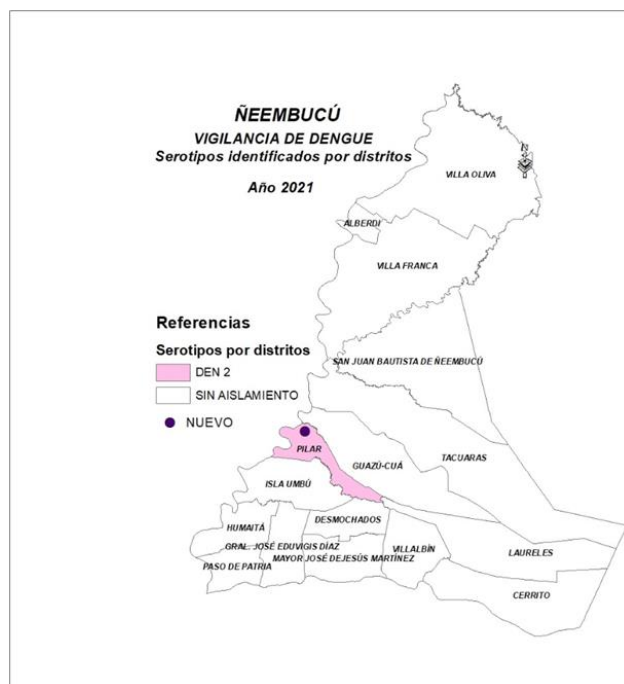 ÑEEMBUCÚ
VIGILANCIA DE DENGUE
Serotipos identificados por distritos
Año 2021
N
VILLA OLIVA
ALBERDI
VILLA FRANCA
Referencias
Serotipos por distritos
DEN 2
SIN AISLAMIENTO
NUEVO
SAN JUAN BAUTISTA DE ÑEEMBUCÚ
PILAR
GUAZÚ-CUÁ
TACUARAS
ISLA UMBÚ
HUMAITÁ
DESMOCHADOS
GRAL. JOSÉ EDUVIGIS DÍAZ
VILLALBÍN
LAURELES
PASO DE PATRIA
MAYOR JOSÉ DEJESÚS MARTÍNEZ
CERRITO